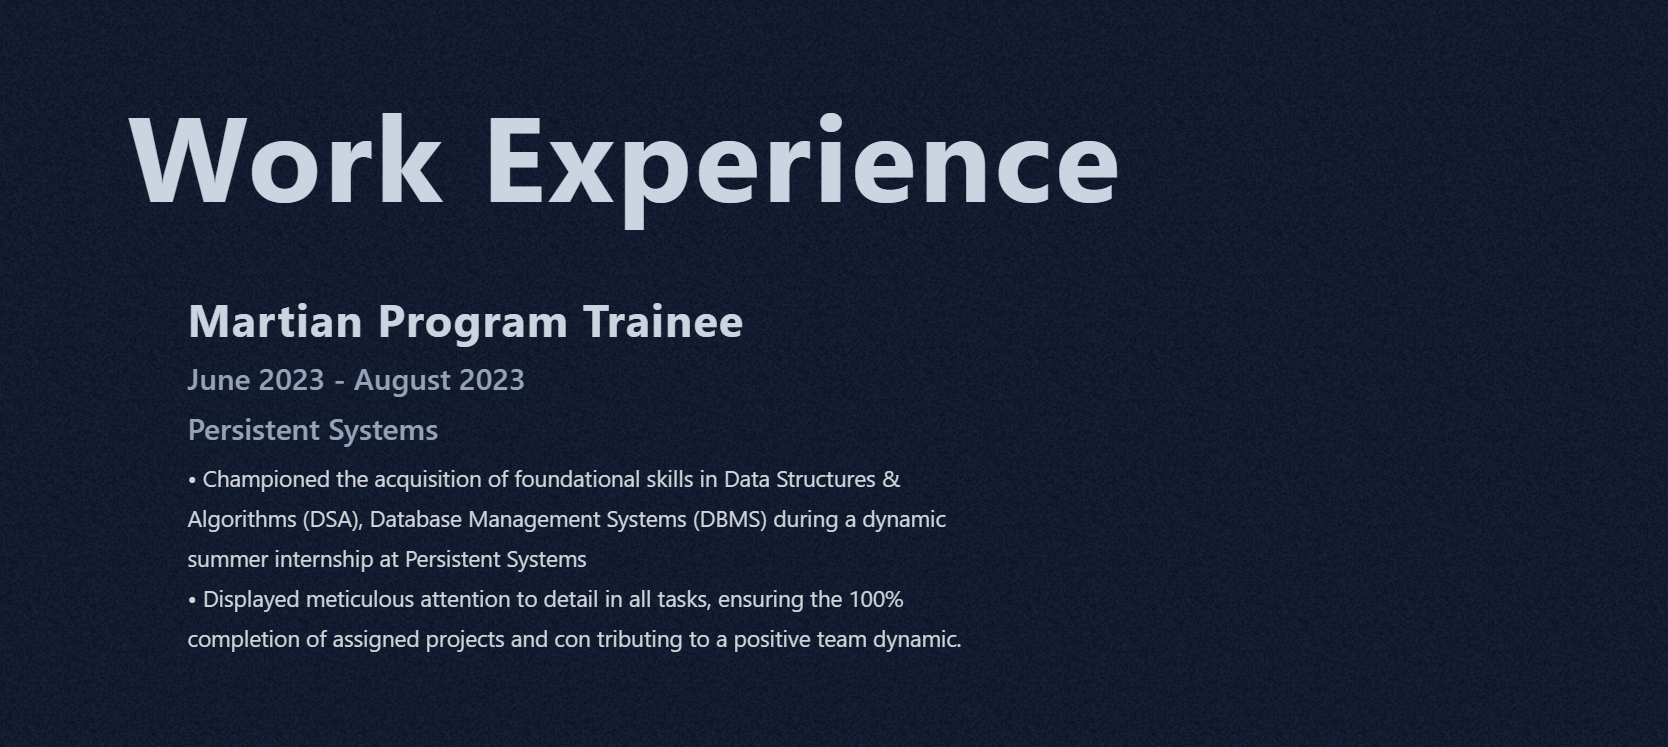 Work Experience
Martian Program Trainee
June 2023 - August 2023
Persistent Systems
• Championed the acquisition of foundational skills in Data Structures &
Algorithms (DSA), Database Management Systems (DBMS) during a dynamic
summer internship at Persistent Systems
• Displayed meticulous attention to detail in all tasks, ensuring the 100%
completion of assigned projects and con tributing to a positive team dynamic.